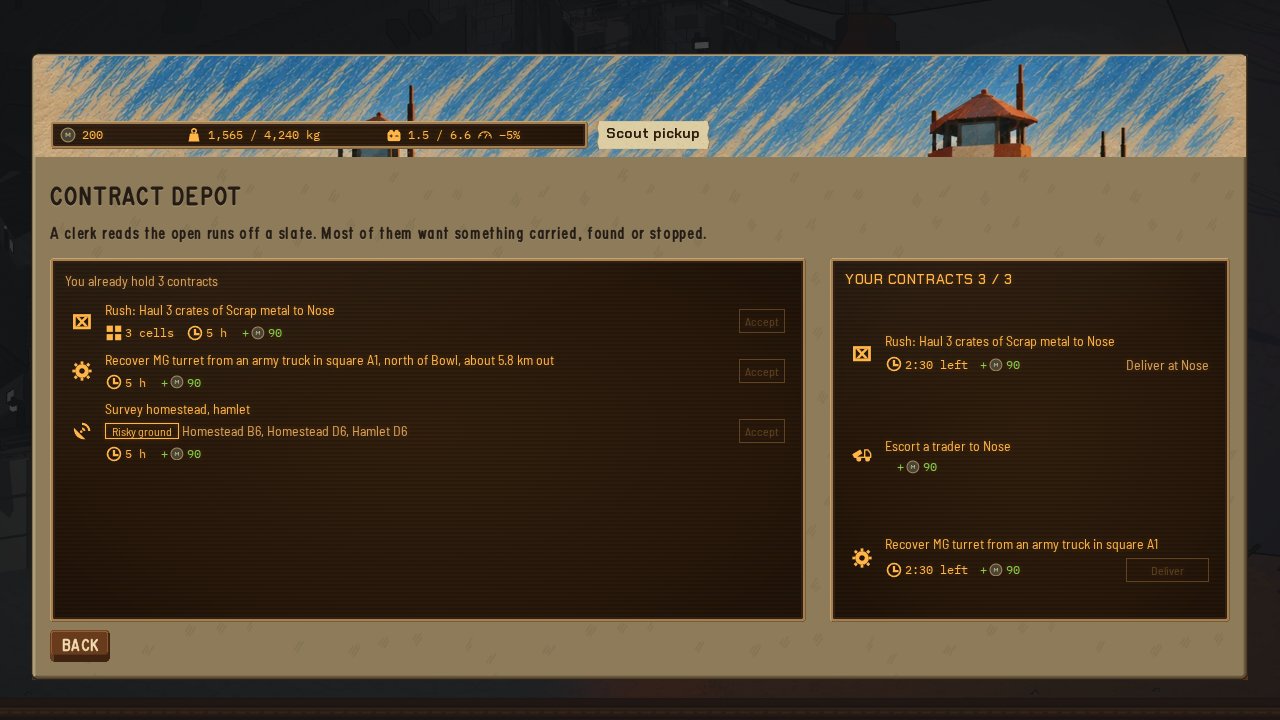 200
1,565 / 4,240 kg
1.5 / 6.6
-5%
Scout pickup
CONTRACT DEPOT
A clerk reads the open runs off a slate. Most of them want something carried, found or stopped.
You already hold 3 contracts
Rush: Haul 3 crates of Scrap metal to Nose
3 cells
5 h
+ M 90
Accept
Recover MG turret from an army truck in square A1, north of Bowl, about 5.8 km out
5 h
+ M 90
Accept
Survey homestead, hamlet
Risky ground Homestead B6, Homestead D6, Hamlet D6
5 h
+ M 90
Accept
YOUR CONTRACTS 3 / 3
Rush: Haul 3 crates of Scrap metal to Nose
2:30 left
+ M 90
Deliver at Nose
Escort a trader to Nose
+ M 90
Recover MG turret from an army truck in square A1
2:30 left
+ M 90
Deliver
BACK